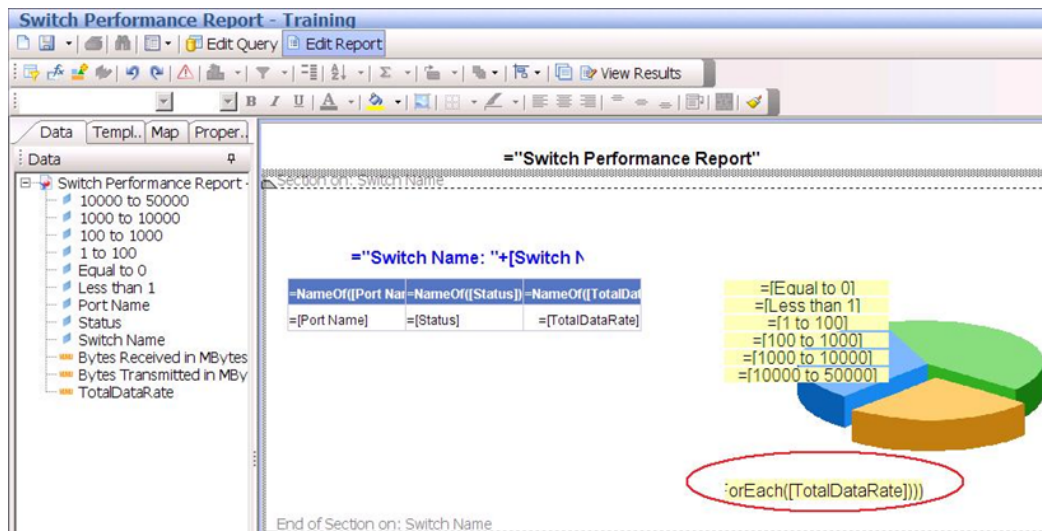 Switch Performance Report - Training
Edit Query Edit Report
View Results
B I U A
Data Templ.. Map Proper..
Data
Switch Performance Report -
10000 to 50000
1000 to 10000
100 to 1000
1 to 100
Equal to 0
Less than 1
Port Name
Status
Switch Name
Bytes Received in MBytes
Bytes Transmitted in MBy
TotalDataRate
="Switch Performance Report"
Section on: Switch Name
="Switch Name: "+[Switch N
=NameOf([Port Nar =NameOf([Status]) =NameOf([TotalDat
=[Port Name] =[Status] =[TotalDataRate]
=[Equal to 0]
=[Less than 1]
=[1 to 100]
=[100 to 1000]
=[1000 to 10000]
=[10000 to 50000]
orEach([TotalDataRate])))
End of Section on: Switch Name